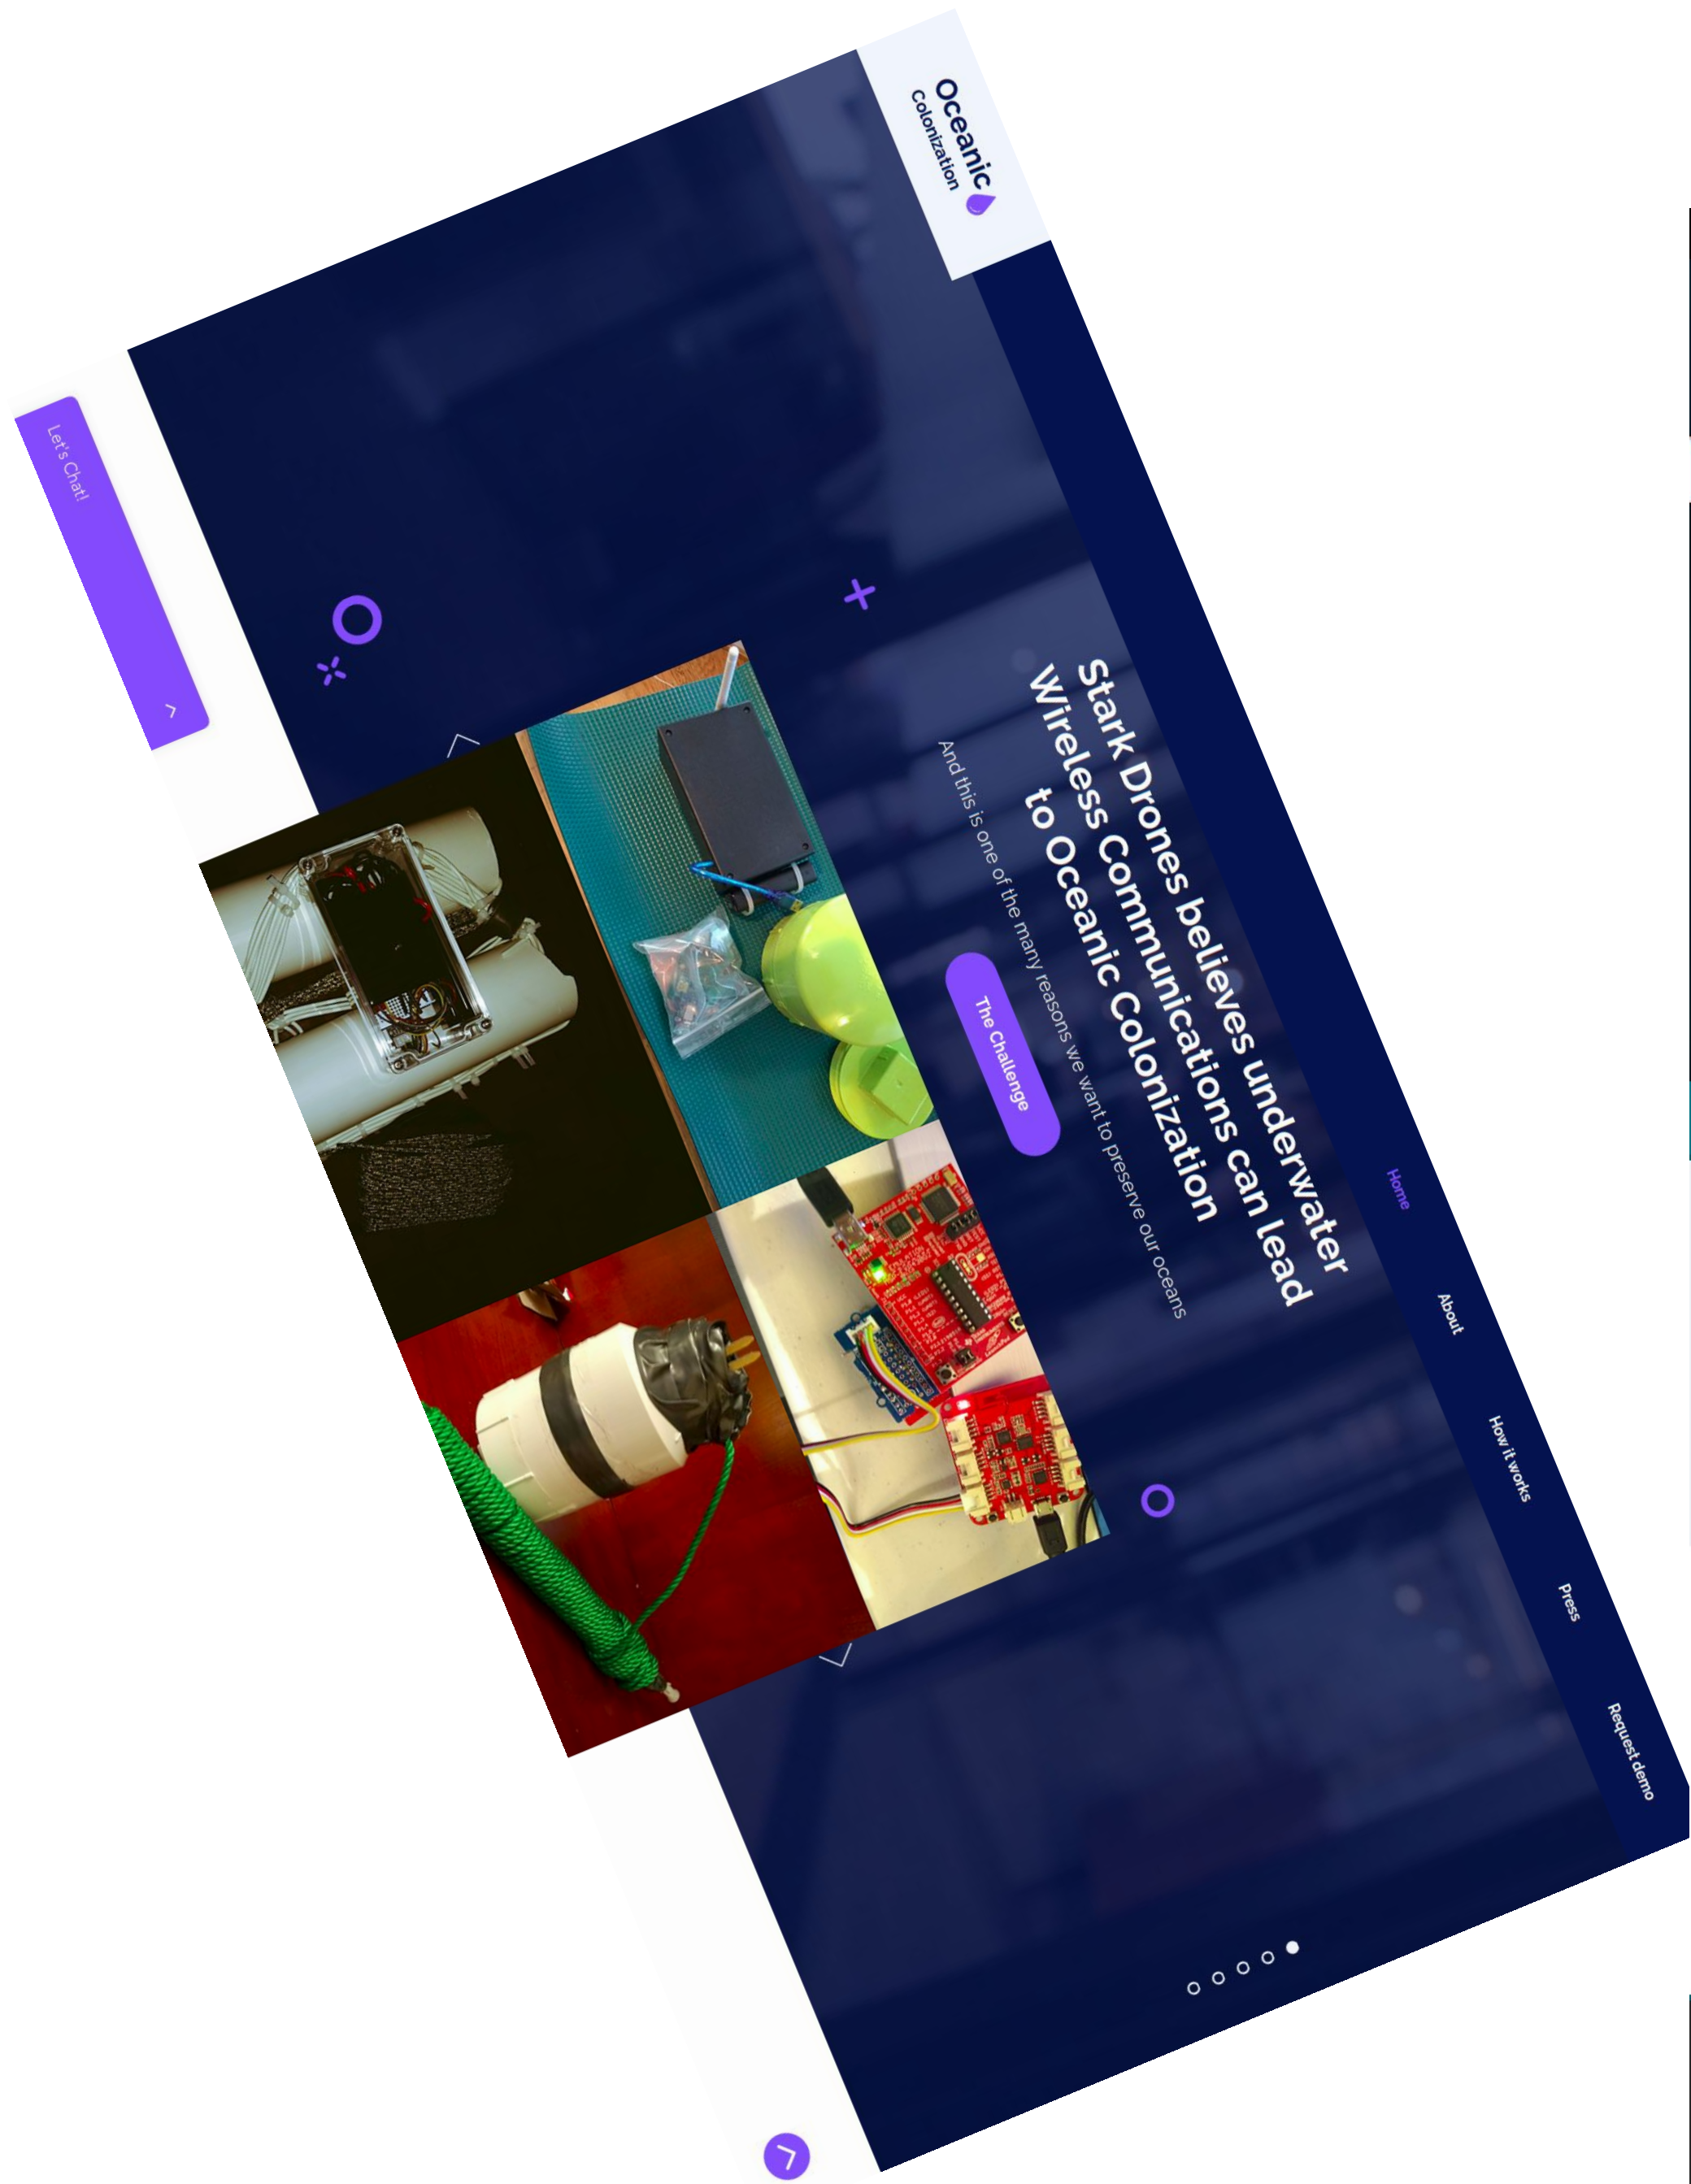 Oceanic
Colonization
Home
About
How it works
Press
Request demo
Stark Drones believes underwater
Wireless Communications can lead
to Oceanic Colonization
And this is one of the many reasons we want to preserve our oceans
The Challenge
Let's Chat!